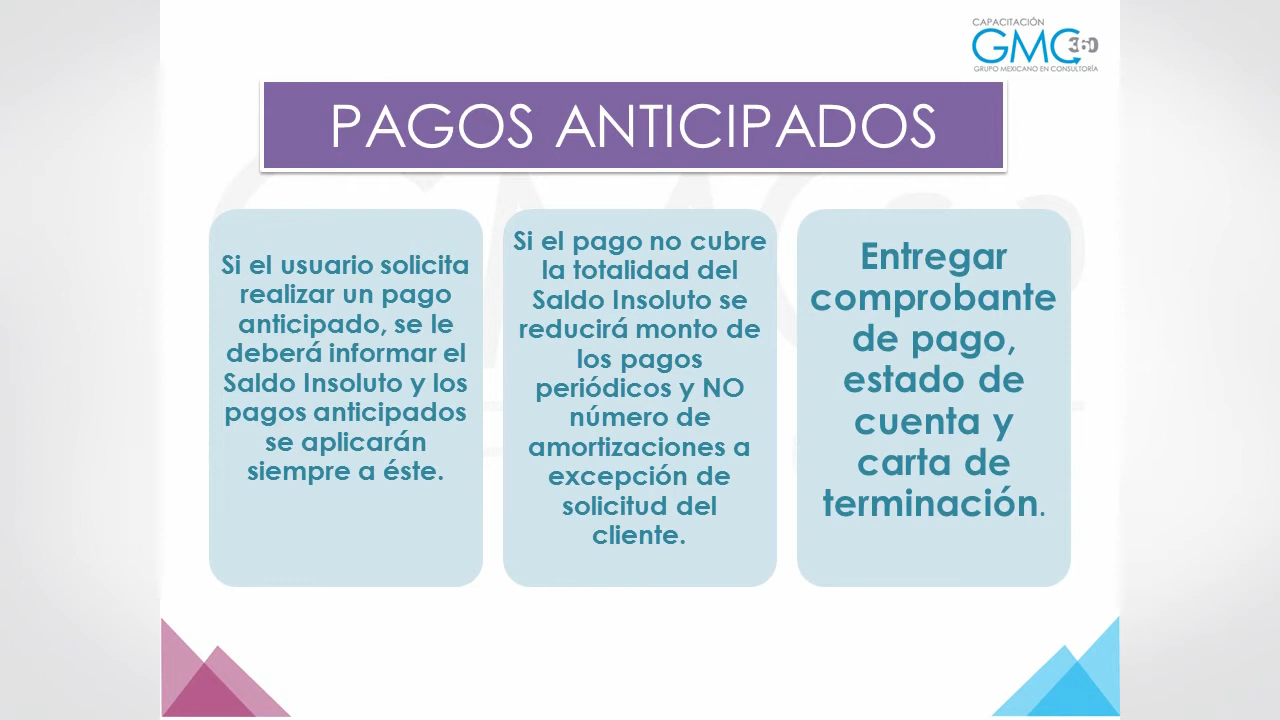 CAPACITACIÓN
GMC 360
GRUPO MEXICANO EN CONSULTORÍA
PAGOS ANTICIPADOS
Si el usuario solicita
realizar un pago
anticipado, se le
deberá informar el
Saldo Insoluto y los
pagos anticipados
se aplicarán
siempre a éste.
Si el pago no cubre
la totalidad del
Saldo Insoluto se
reducirá monto de
los pagos
periódicos y NO
número de
amortizaciones a
excepción de
solicitud del
cliente.
Entregar
comprobante
de pago,
estado de
cuenta y
carta de
terminación.